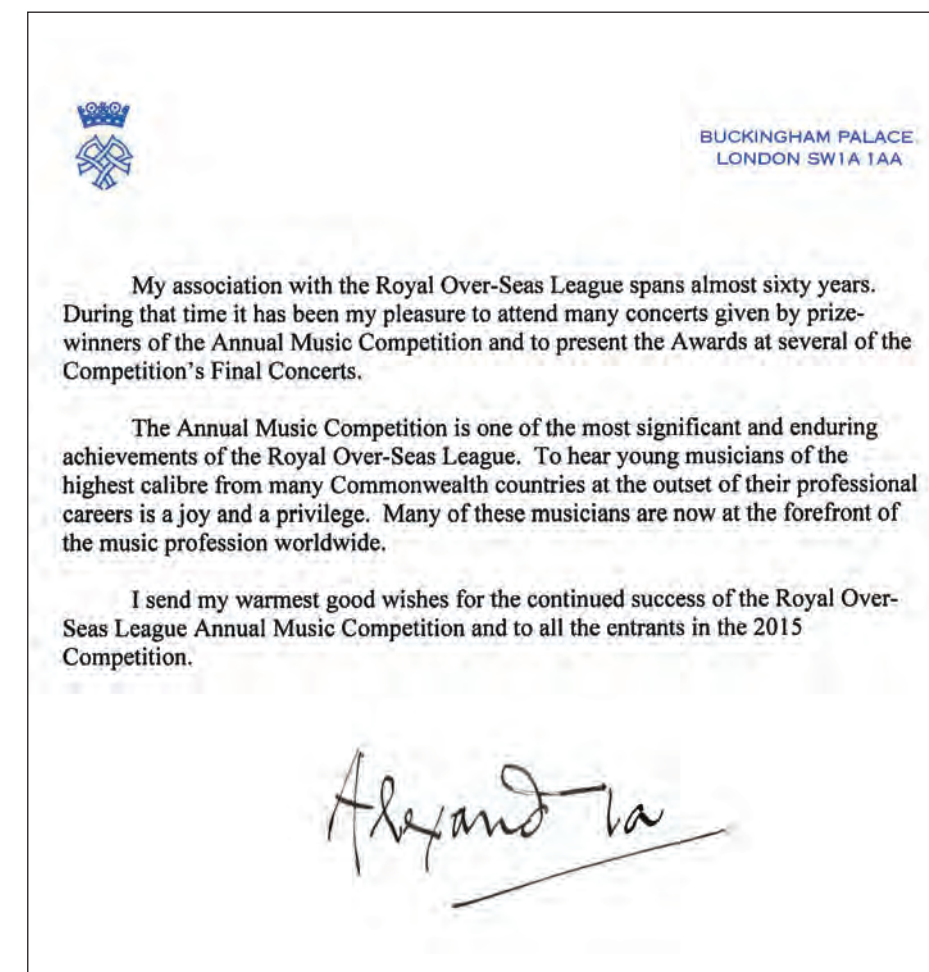 BUCKINGHAM PALACE
LONDON SW1A 1AA
My association with the Royal Over-Seas League spans almost sixty years.
During that time it has been my pleasure to attend many concerts given by prize-
winners of the Annual Music Competition and to present the Awards at several of the
Competition's Final Concerts.
The Annual Music Competition is one of the most significant and enduring
achievements of the Royal Over-Seas League.  To hear young musicians of the
highest calibre from many Commonwealth countries at the outset of their professional
careers is a joy and a privilege.  Many of these musicians are now at the forefront of
the music profession worldwide.
I send my warmest good wishes for the continued success of the Royal Over-
Seas League Annual Music Competition and to all the entrants in the 2015
Competition.
Alexandra